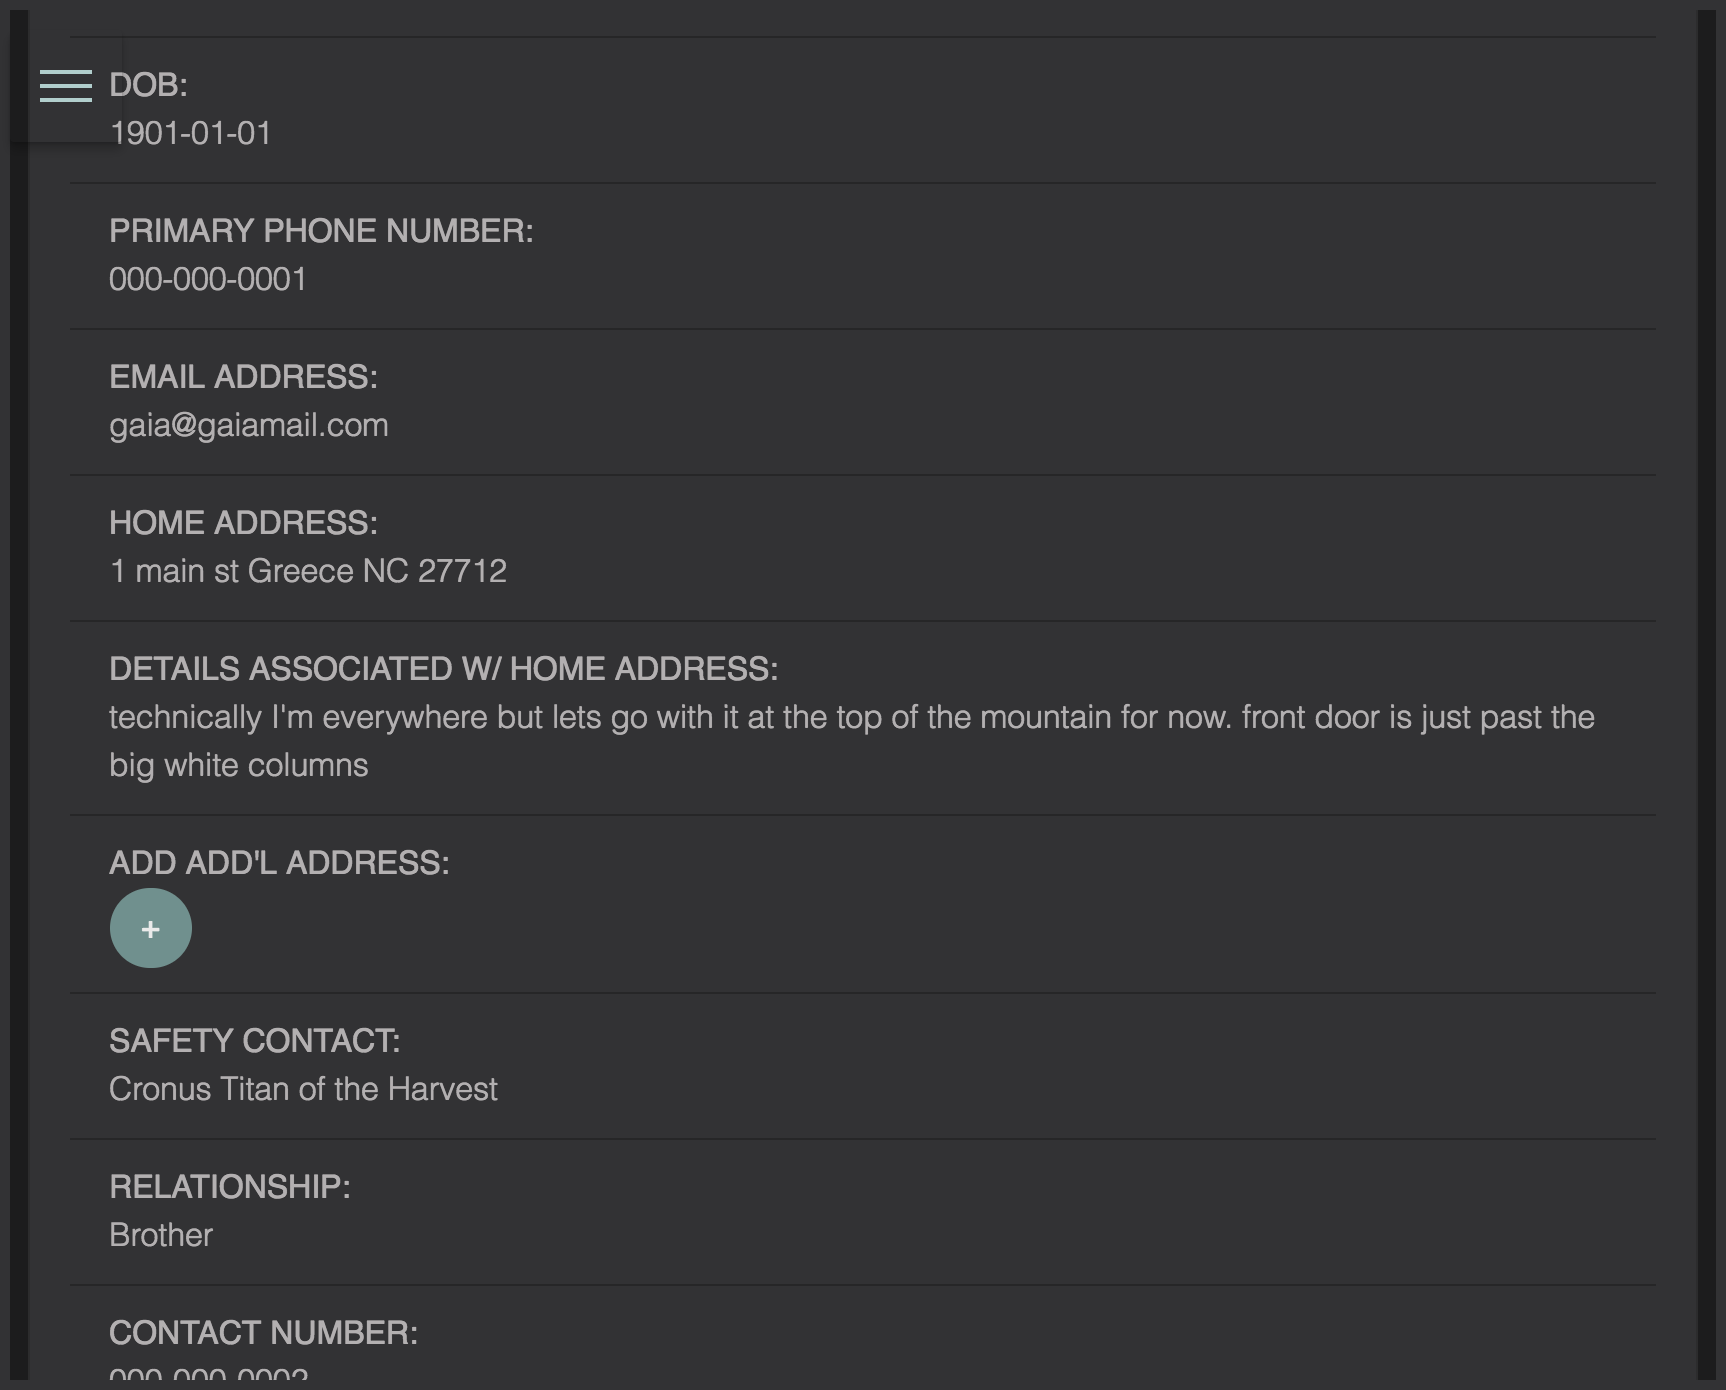 DOB:
1901-01-01
PRIMARY PHONE NUMBER:
000-000-0001
EMAIL ADDRESS:
gaia@gaiamail.com
HOME ADDRESS:
1 main st Greece NC 27712
DETAILS ASSOCIATED W/ HOME ADDRESS:
technically I'm everywhere but lets go with it at the top of the mountain for now. front door is just past the
big white columns
ADD ADD'L ADDRESS:
+
SAFETY CONTACT:
Cronus Titan of the Harvest
RELATIONSHIP:
Brother
CONTACT NUMBER: